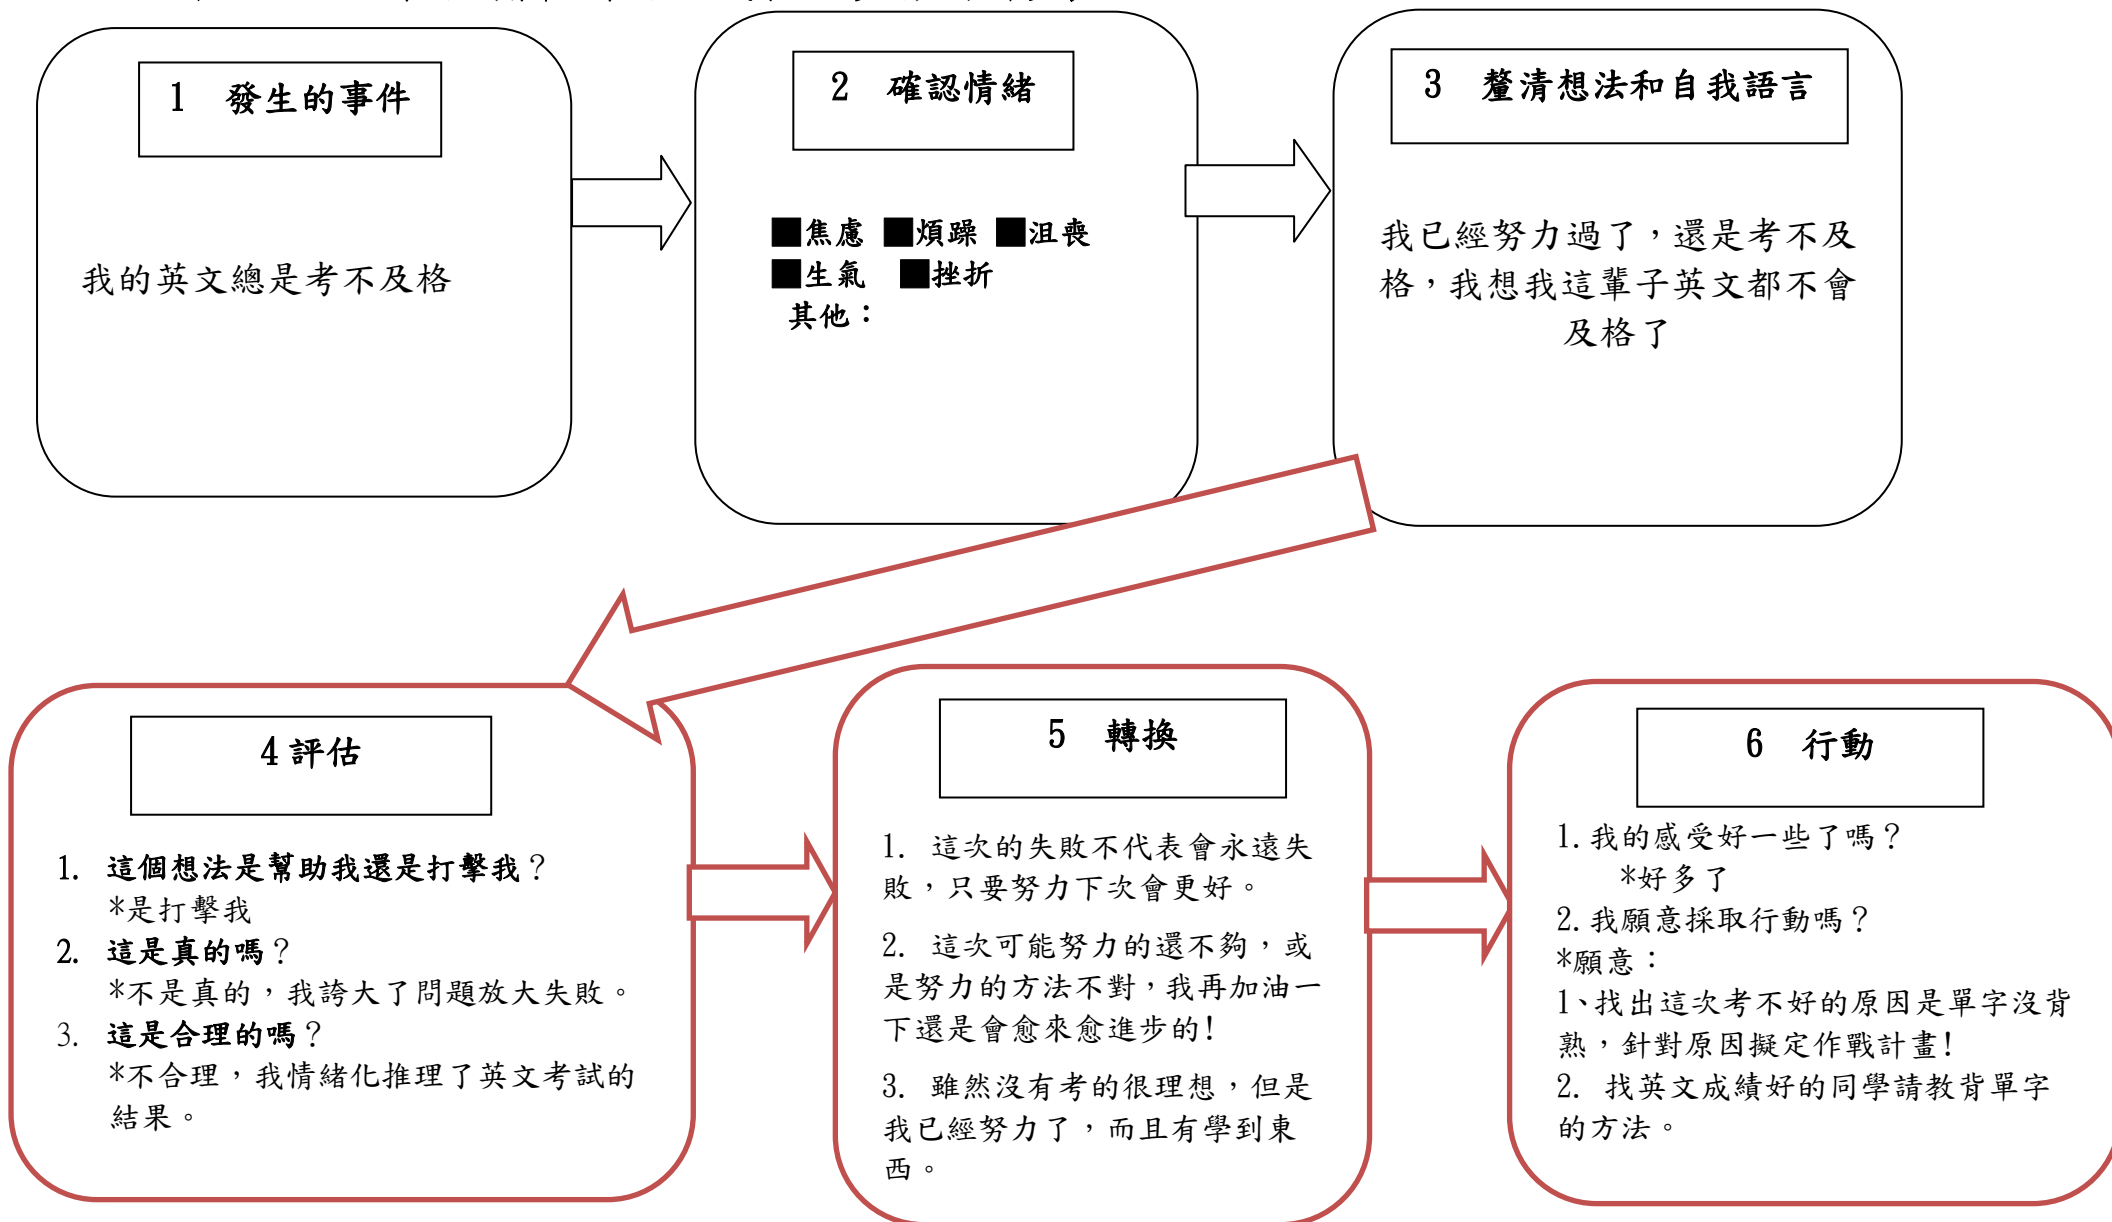 1 發生的事件
我的英文總是考不及格
2 確認情緒
■焦慮 ■煩躁 ■沮喪
■生氣 ■挫折
其他：
3 釐清想法和自我語言
我已經努力過了，還是考不及
格，我想我這輩子英文都不會
及格了
4 評估
1. 這個想法是幫助我還是打擊我？
*是打擊我
2. 這是真的嗎？
*不是真的，我誇大了問題放大失敗。
3. 這是合理的嗎？
*不合理，我情緒化推理了英文考試的
結果。
5 轉換
1. 這次的失敗不代表會永遠失
敗，只要努力下次會更好。
2. 這次可能努力的還不夠，或
是努力的方法不對，我再加油一
下還是會愈來愈進步的!
3. 雖然沒有考的很理想，但是
我已經努力了，而且有學到東
西。
6 行動
1.我的感受好一些了嗎？
*好多了
2.我願意採取行動嗎？
*願意：
1、找出這次考不好的原因是單字沒背
熟，針對原因擬定作戰計畫!
2. 找英文成績好的同學請教背單字
的方法。